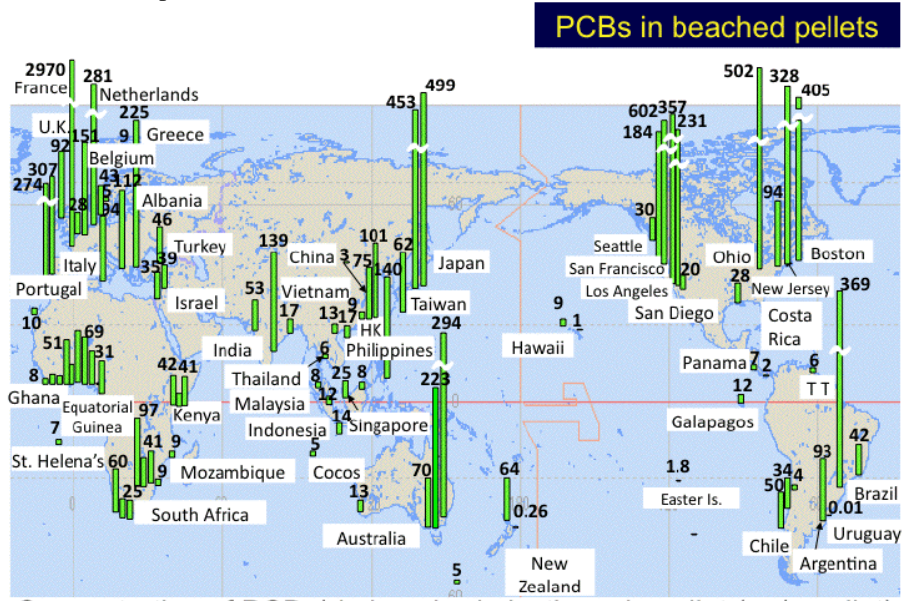 PCBs in beached pellets
2970
France
281
Netherlands
225
9
Greece
U.K.
92
151
Belgium
307
274
43
5
28
94
112
Albania
46
Turkey
39
35
Italy
Portugal
Israel
10
453
499
139
China
3
101
75
62
140
Japan
53
Vietnam
9
17
13
17
HK
Taiwan
India
Philippines
294
6
Thailand
8
25
8
Malaysia
12
Singapore
Indonesia
14
223
5
Cocos
51
69
31
8
Ghana
Equatorial
Guinea
42
41
Kenya
97
7
St. Helena's
41
9
60
9
Mozambique
25
South Africa
13
70
Australia
64
0.26
New
Zealand
5
602
357
184
231
30
Seattle
San Francisco
Los Angeles
20
San Diego
502
328
405
94
Ohio
Boston
28
New Jersey
369
Costa
Rica
9
1
Hawaii
Panama
7
2
6
T T
12
Galapagos
1.8
Easter Is.
34
50
4
93
42
Brazil
0.01
Uruguay
Chile
Argentina